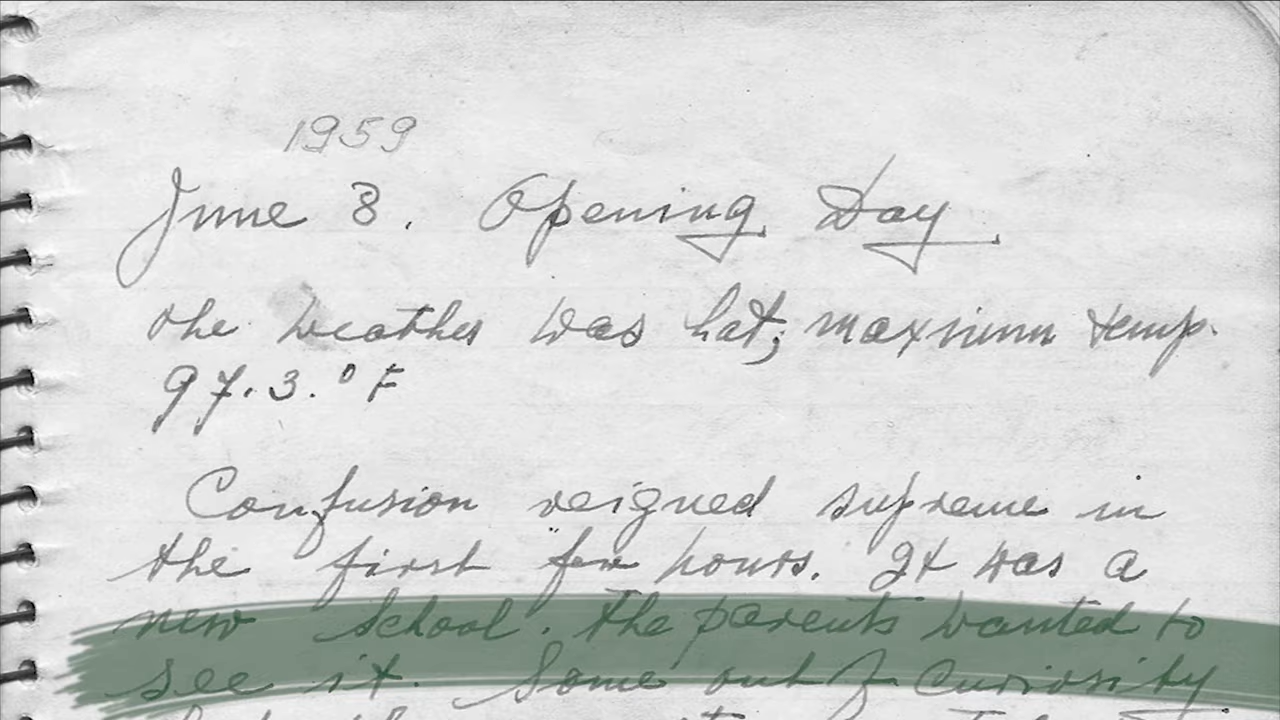 1959
June 8. Opening Day.
The weather was hot; maximum temp.
97.3.° F
Confusion reigned supreme in
the first few hours. It was a
new school. The parents wanted to
see it. Some out of curiosity